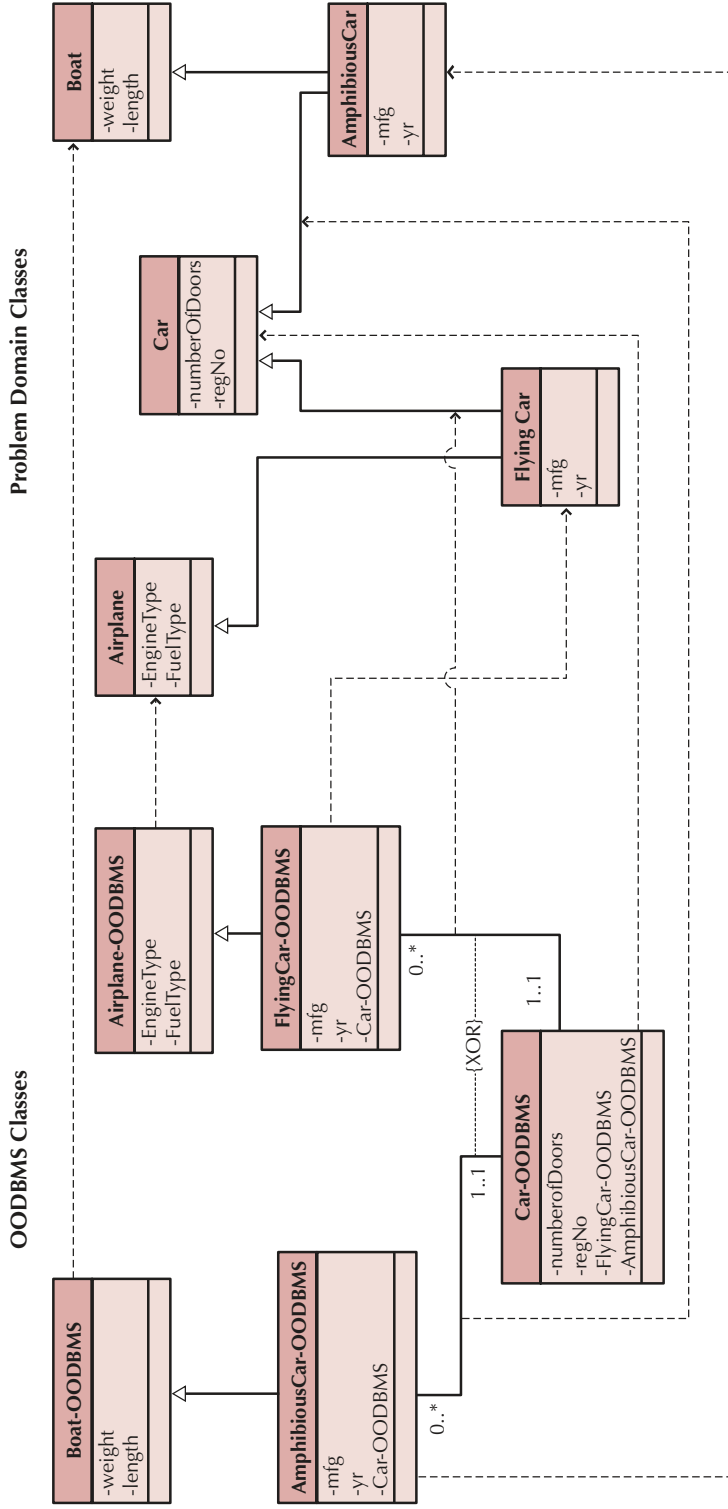 OODBMS Classes
Problem Domain Classes
Boat-OODBMS
-weight
-length
Airplane-OODBMS
-EngineType
-FuelType
Airplane
-EngineType
-FuelType
Car
-numberOfDoors
-regNo
Boat
-weight
-length
AmphibiousCar-OODBMS
-mfg
-yr
-Car-OODBMS
FlyingCar-OODBMS
-mfg
-yr
-Car-OODBMS
AmphibiousCar
-mfg
-yr
0..*
0..*
1..1
{XOR}
1..1
Car-OODBMS
-numberofDoors
-regNo
-FlyingCar-OODBMS
-AmphibiousCar-OODBMS
Flying Car
-mfg
-yr